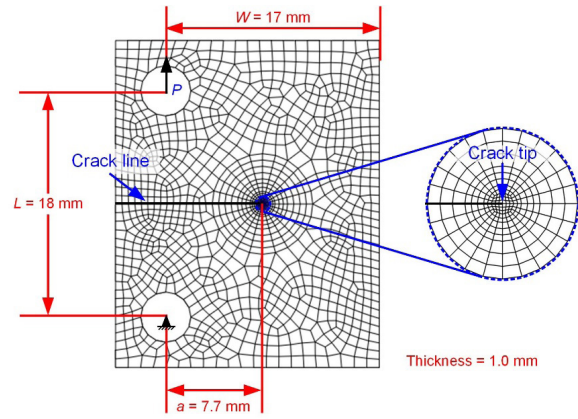 W = 17 mm
P
Crack line
Crack tip
L = 18 mm
Thickness = 1.0 mm
a = 7.7 mm